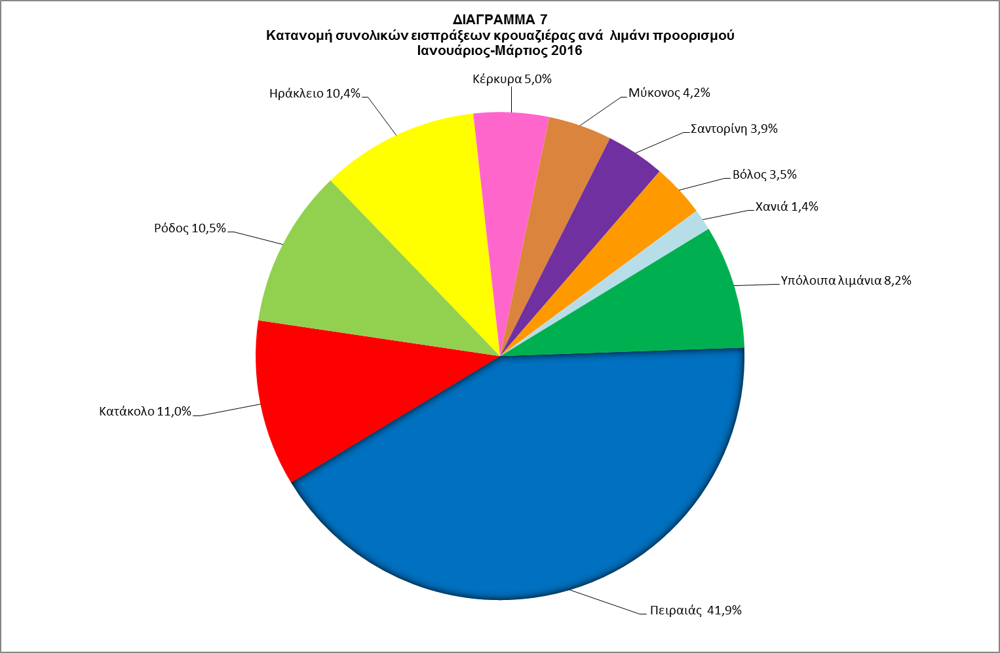 ΔΙΑΓΡΑΜΜΑ 7
Κατανομή συνολικών εισπράξεων κρουαζιέρας ανά λιμάνι προορισμού
Ιανουάριος-Μάρτιος 2016
Κέρκυρα 5,0%
Ηράκλειο 10,4%
Μύκονος 4,2%
Σαντορίνη 3,9%
Βόλος 3,5%
Χανιά 1,4%
Ρόδος 10,5%
Υπόλοιπα λιμάνια 8,2%
Κατάκολο 11,0%
Πειραιάς 41,9%